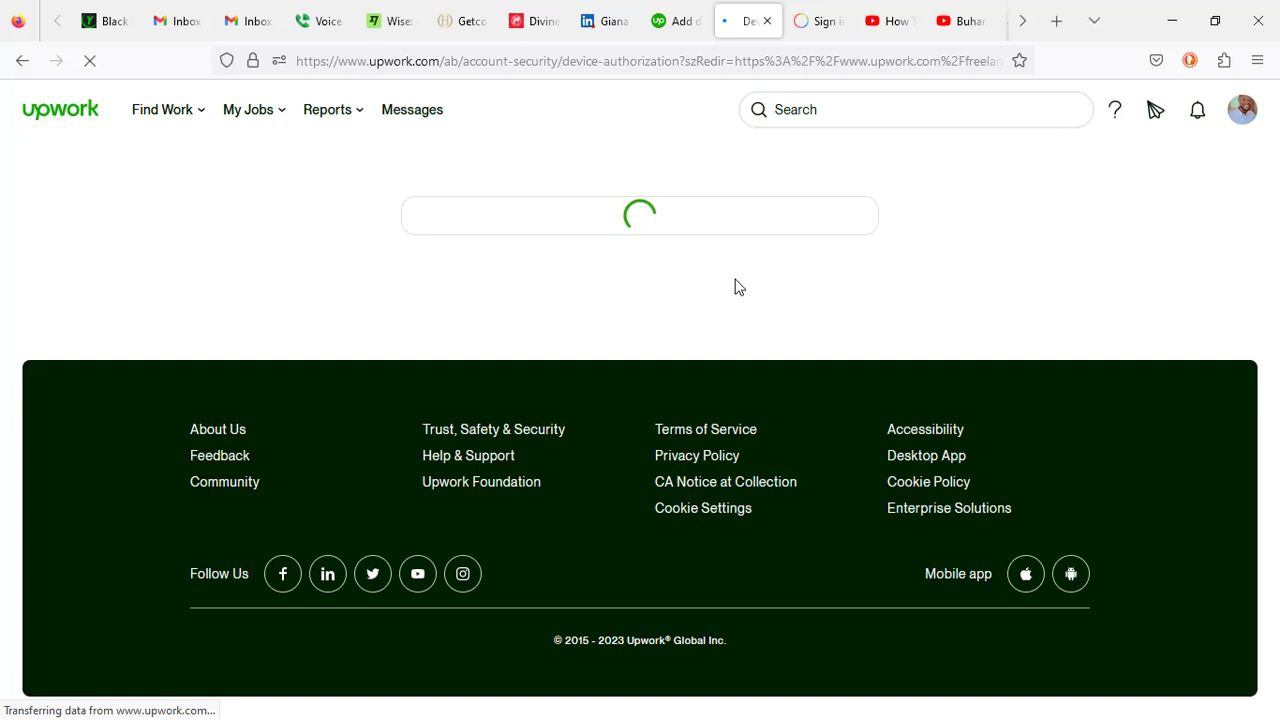 Black
Inbox
Inbox
Voice
Wise:
Getco
Divine
Giana
Add d
Dev
Sign in
How T
Buhar
https://www.upwork.com/ab/account-security/device-authorization?szRedir=https%3A%2F%2Fwww.upwork.com%2Ffreelan
upwork
Find Work
My Jobs
Reports
Messages
Search
About Us
Trust, Safety & Security
Terms of Service
Accessibility
Feedback
Help & Support
Privacy Policy
Desktop App
Community
Upwork Foundation
CA Notice at Collection
Cookie Policy
Cookie Settings
Enterprise Solutions
Follow Us
Mobile app
© 2015 - 2023 Upwork® Global Inc.
Transferring data from www.upwork.com...